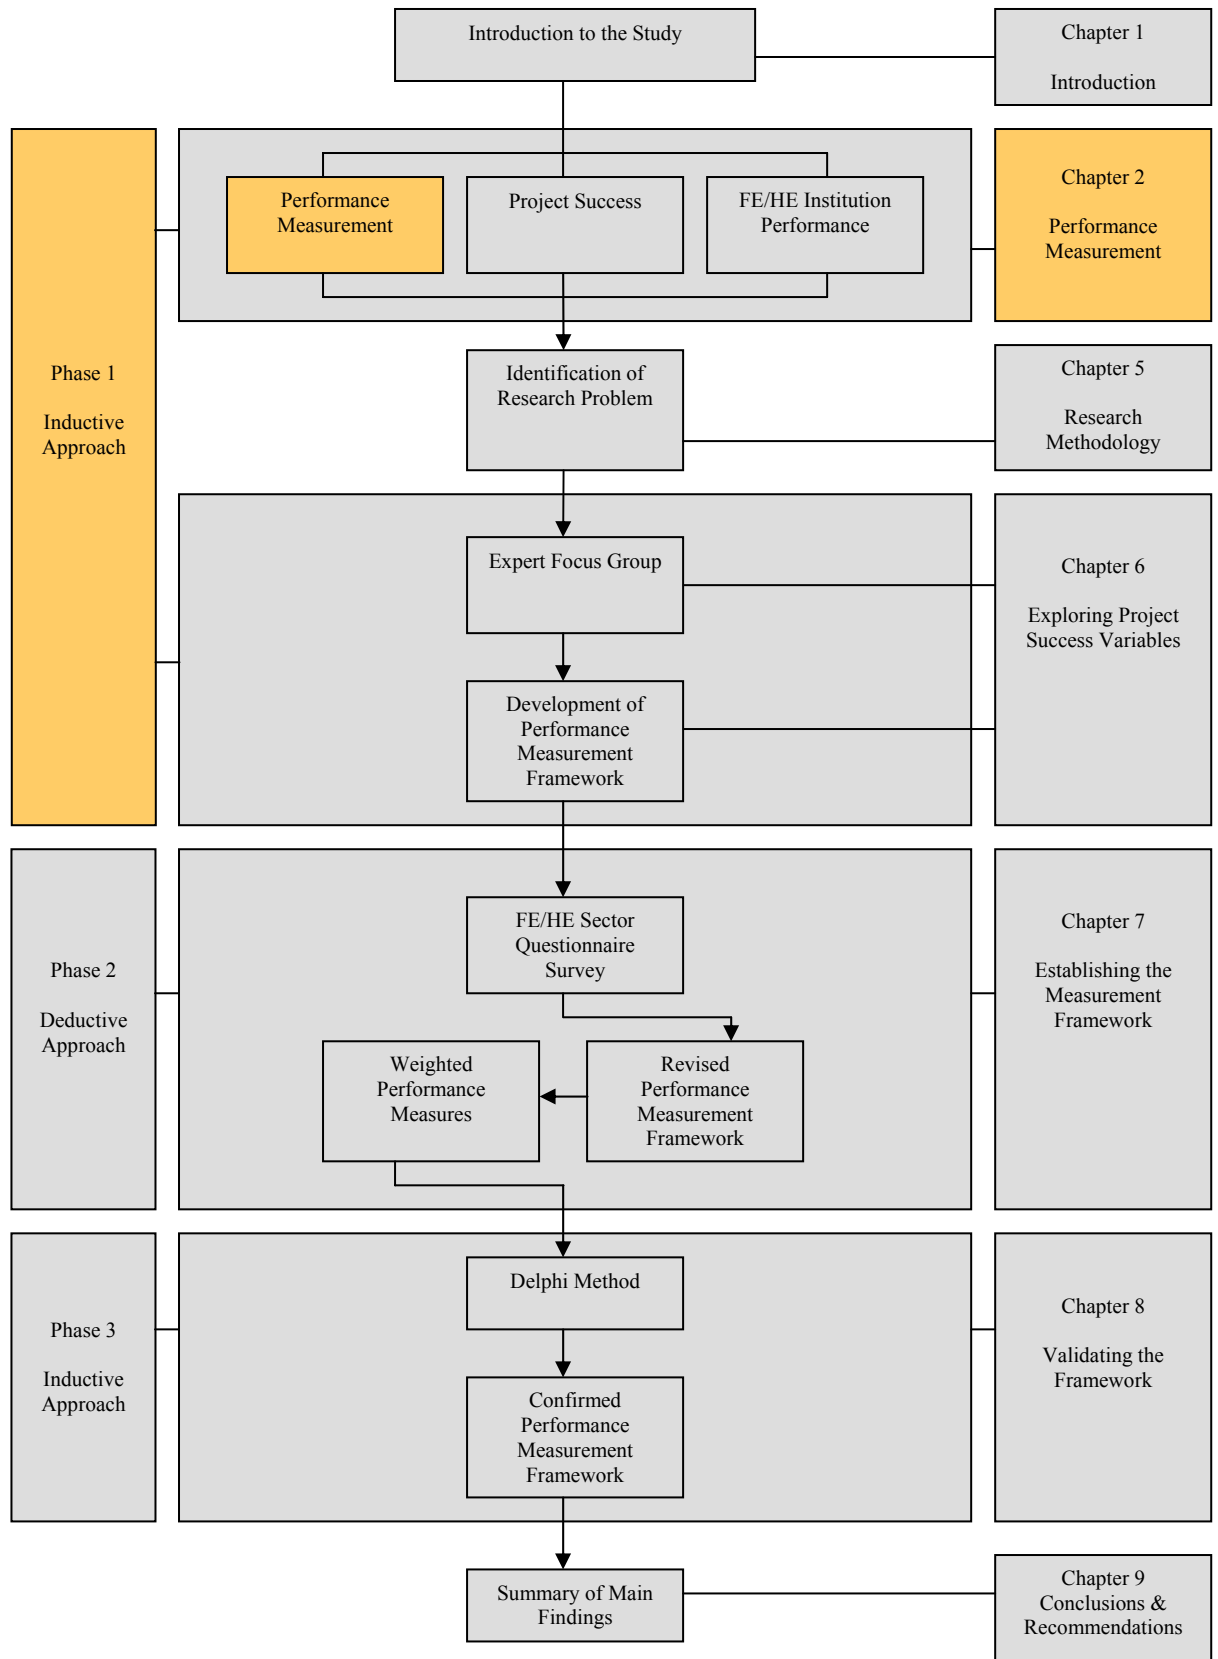 Introduction to the Study
Chapter 1
Introduction
Performance
Measurement
Project Success
FE/HE Institution
Performance
Chapter 2
Performance
Measurement
Phase 1
Inductive
Approach
Identification of
Research Problem
Chapter 5
Research
Methodology
Expert Focus Group
Chapter 6
Exploring Project
Success Variables
Development of
Performance
Measurement
Framework
Phase 2
Deductive
Approach
FE/HE Sector
Questionnaire
Survey
Chapter 7
Establishing the
Measurement
Framework
Weighted
Performance
Measures
Revised
Performance
Measurement
Framework
Phase 3
Inductive
Approach
Delphi Method
Chapter 8
Validating the
Framework
Confirmed
Performance
Measurement
Framework
Summary of Main
Findings
Chapter 9
Conclusions &
Recommendations